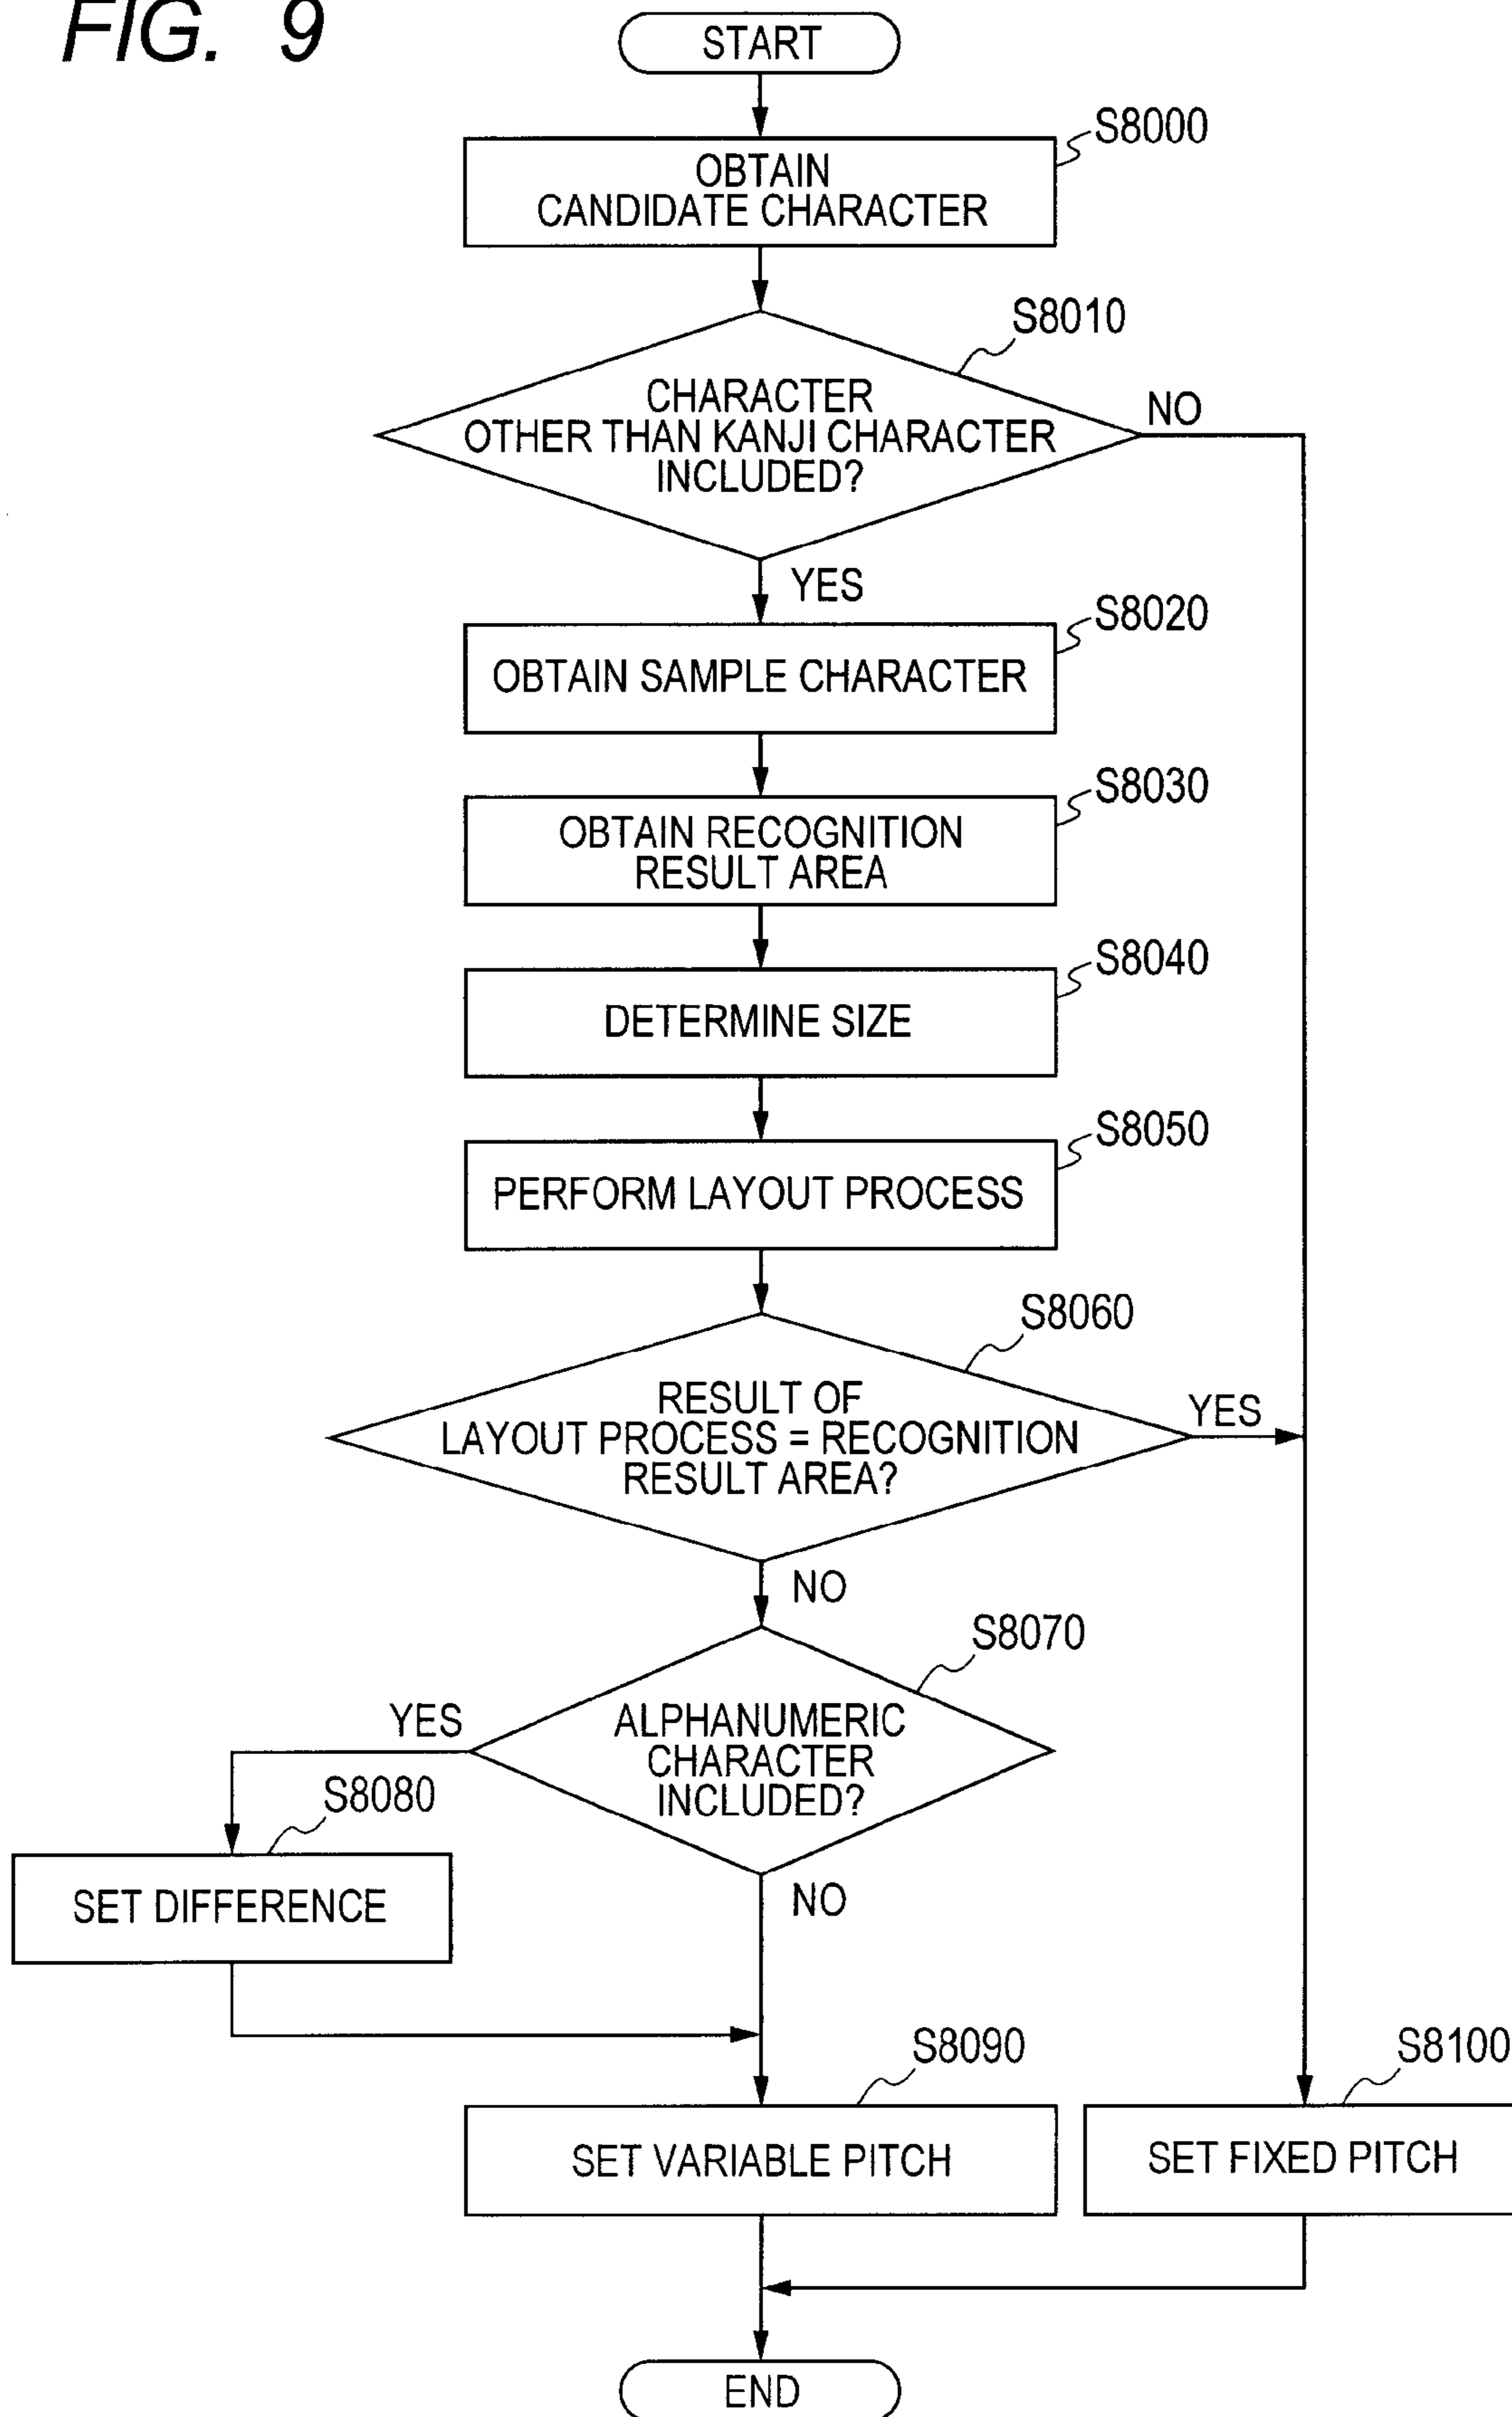 FIG. 9
START
S8000
OBTAIN
CANDIDATE CHARACTER
S8010
CHARACTER
OTHER THAN KANJI CHARACTER
INCLUDED?
NO
YES
S8020
OBTAIN SAMPLE CHARACTER
S8030
OBTAIN RECOGNITION
RESULT AREA
S8040
DETERMINE SIZE
S8050
PERFORM LAYOUT PROCESS
S8060
RESULT OF
LAYOUT PROCESS = RECOGNITION
RESULT AREA?
YES
NO
S8070
YES
ALPHANUMERIC
CHARACTER
INCLUDED?
S8080
SET DIFFERENCE
NO
S8090
S8100
SET VARIABLE PITCH
SET FIXED PITCH
END